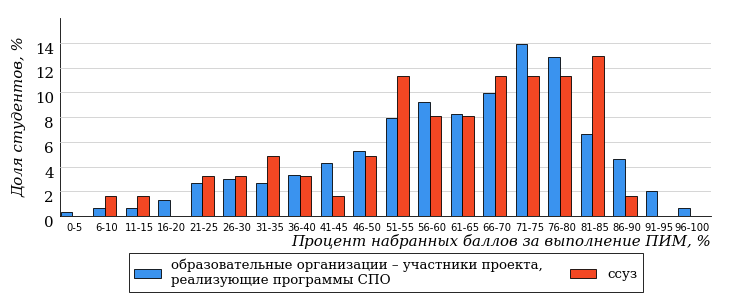 Доля студентов, %
14
12
10
8
6
4
2
0
0-5 6-10 11-15 16-20 21-25 26-30 31-35 36-40 41-45 46-50 51-55 56-60 61-65 66-70 71-75 76-80 81-85 86-90 91-95 96-100
Процент набранных баллов за выполнение ПИМ, %
образовательные организации – участники проекта,
реализующие программы СПО
ссуз